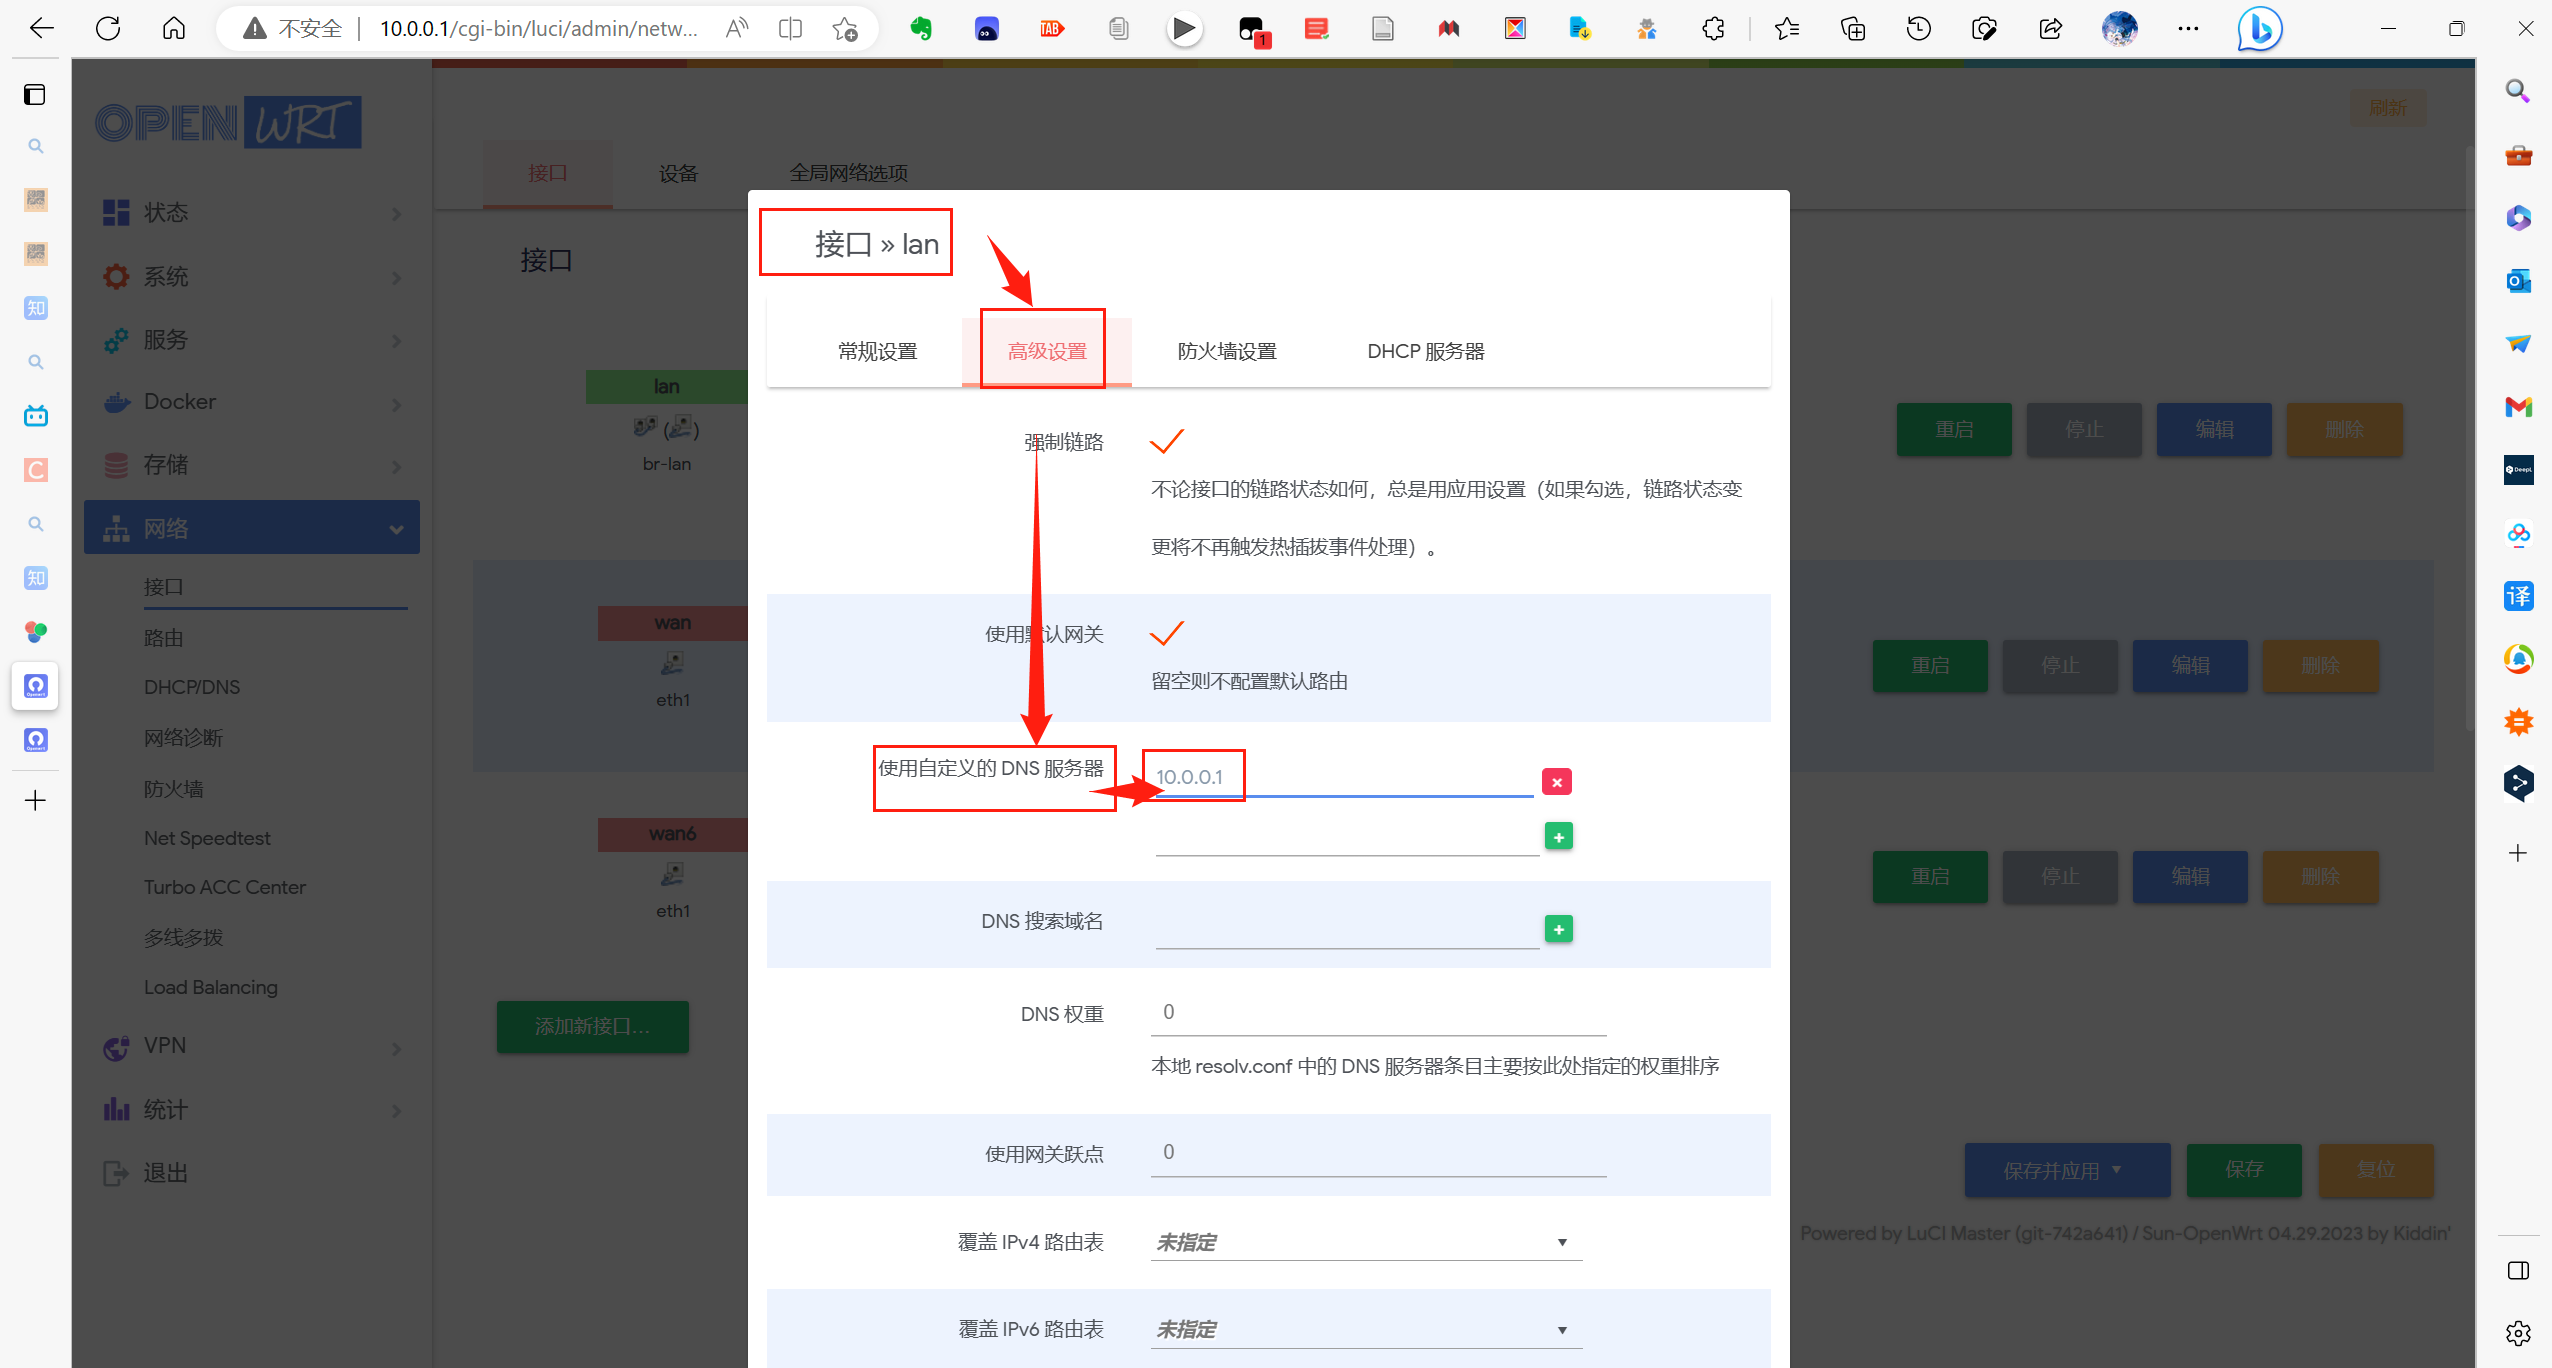 不安全
10.0.0.1/cgi-bin/luci/admin/netw...
TAB
1
OPENWRT
状态
系统
服务
Docker
存储
网络
接口
路由
DHCP/DNS
网络诊断
防火墙
Net Speedtest
Turbo ACC Center
多线多拨
Load Balancing
VPN
统计
退出
刷新
接口
设备
全局网络选项
接口
lan
br-lan
wan
eth1
wan6
eth1
添加新接口...
接口 » lan
常规设置
高级设置
防火墙设置
DHCP 服务器
强制链路
不论接口的链路状态如何，总是用应用设置（如果勾选，链路状态变
更将不再触发热插拔事件处理）。
使用默认网关
留空则不配置默认路由
使用自定义的 DNS 服务器
10.0.0.1
DNS 搜索域名
DNS 权重
0
本地 resolv.conf 中的 DNS 服务器条目主要按此处指定的权重排序
使用网关跃点
0
覆盖 IPv4 路由表
未指定
覆盖 IPv6 路由表
未指定
重启
停止
编辑
删除
重启
停止
编辑
删除
重启
停止
编辑
删除
保存并应用
保存
复位
Powered by LuCI Master (git-742a641) / Sun-OpenWrt 04.29.2023 by Kiddin'
知
C
知
DeepL
译